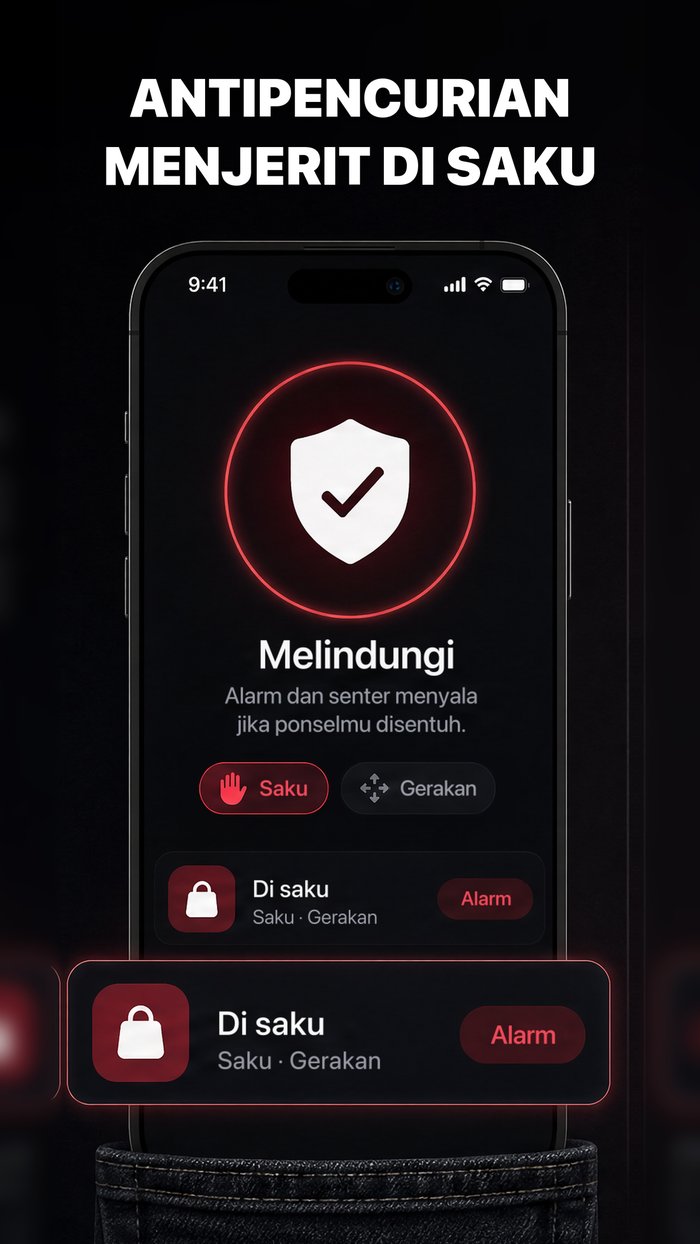 ANTIPENCURIAN
MENJERIT DI SAKU
9:41
Melindungi
Alarm dan senter menyala
jika ponselmu disentuh.
Saku
Gerakan
Di saku
Saku · Gerakan
Alarm
Di saku
Saku · Gerakan
Alarm